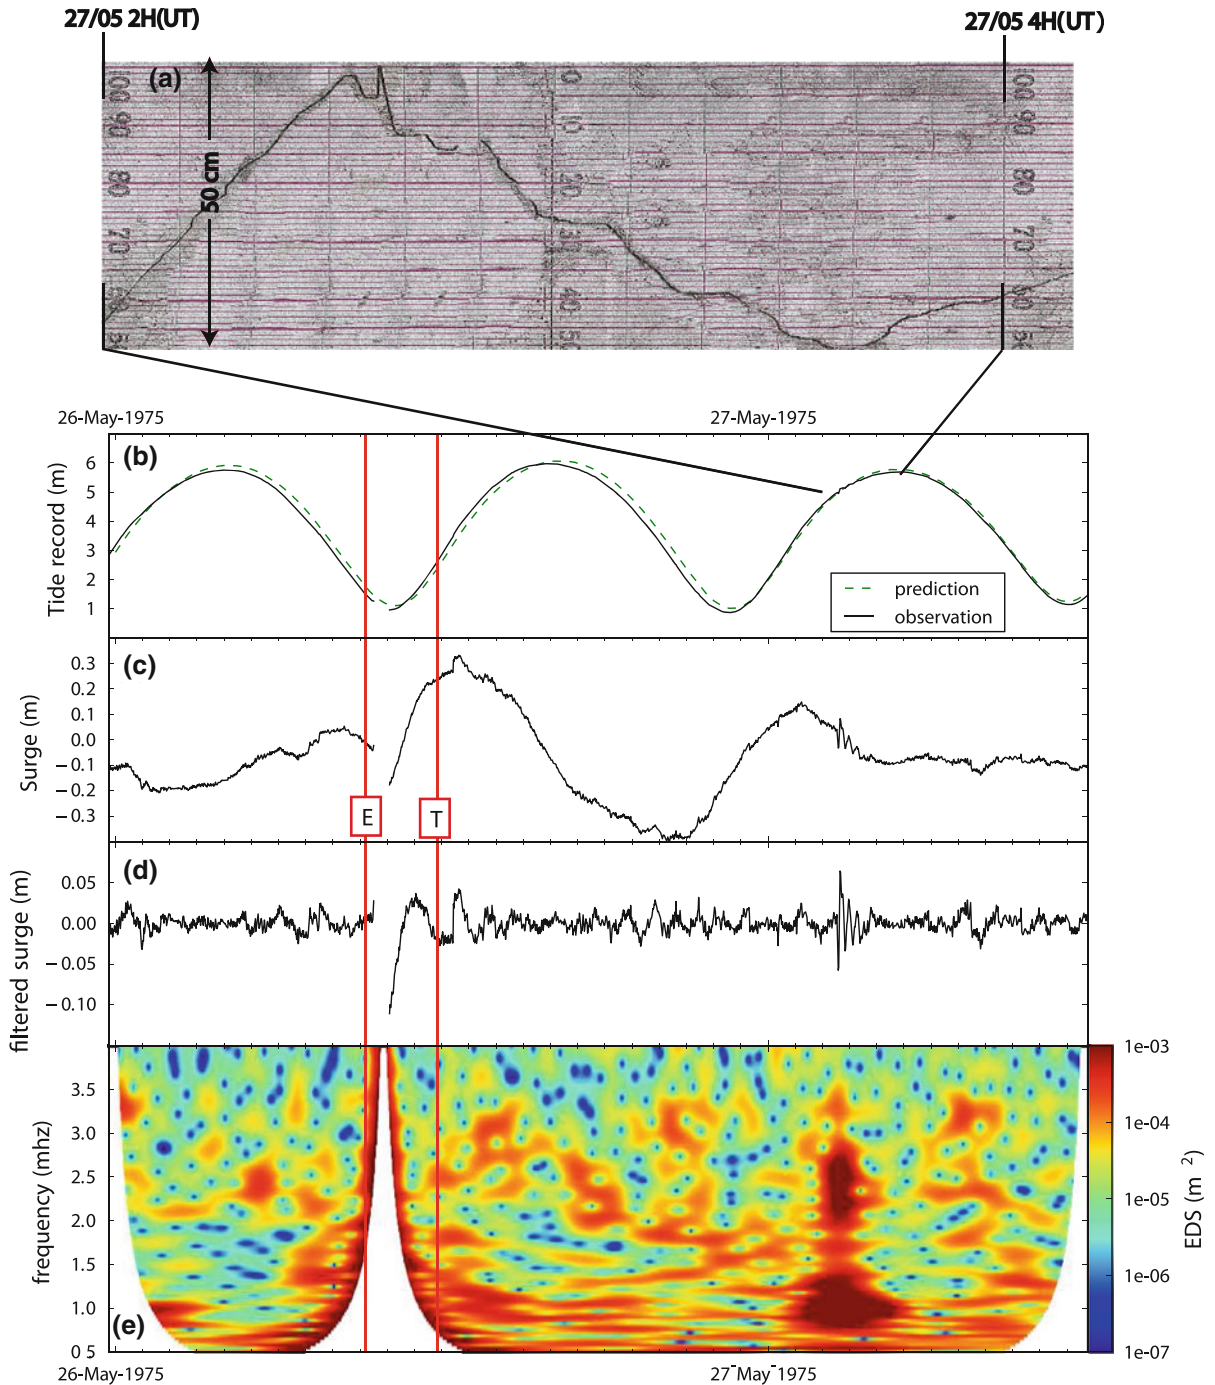 27/05 2H(UT)
27/05 4H(UT)
(a)
50 cm
100 90 80 70
0 10 20 30 40 50
100 90 80 70 60
26-May-1975
27-May-1975
(b)
Tide record (m)
6
5
4
3
2
1
prediction
observation
(c)
Surge (m)
0.3
0.2
0.1
0.0
−0.1
−0.2
−0.3
E
T
(d)
filtered surge (m)
0.05
0.00
−0.05
−0.10
(e)
frequency (mhz)
3.5
3.0
2.5
2.0
1.5
1.0
0 5
1e-03
1e-04
1e-05
1e-06
1e-07
EDS (m 2)
26-May-1975
27-May-1975